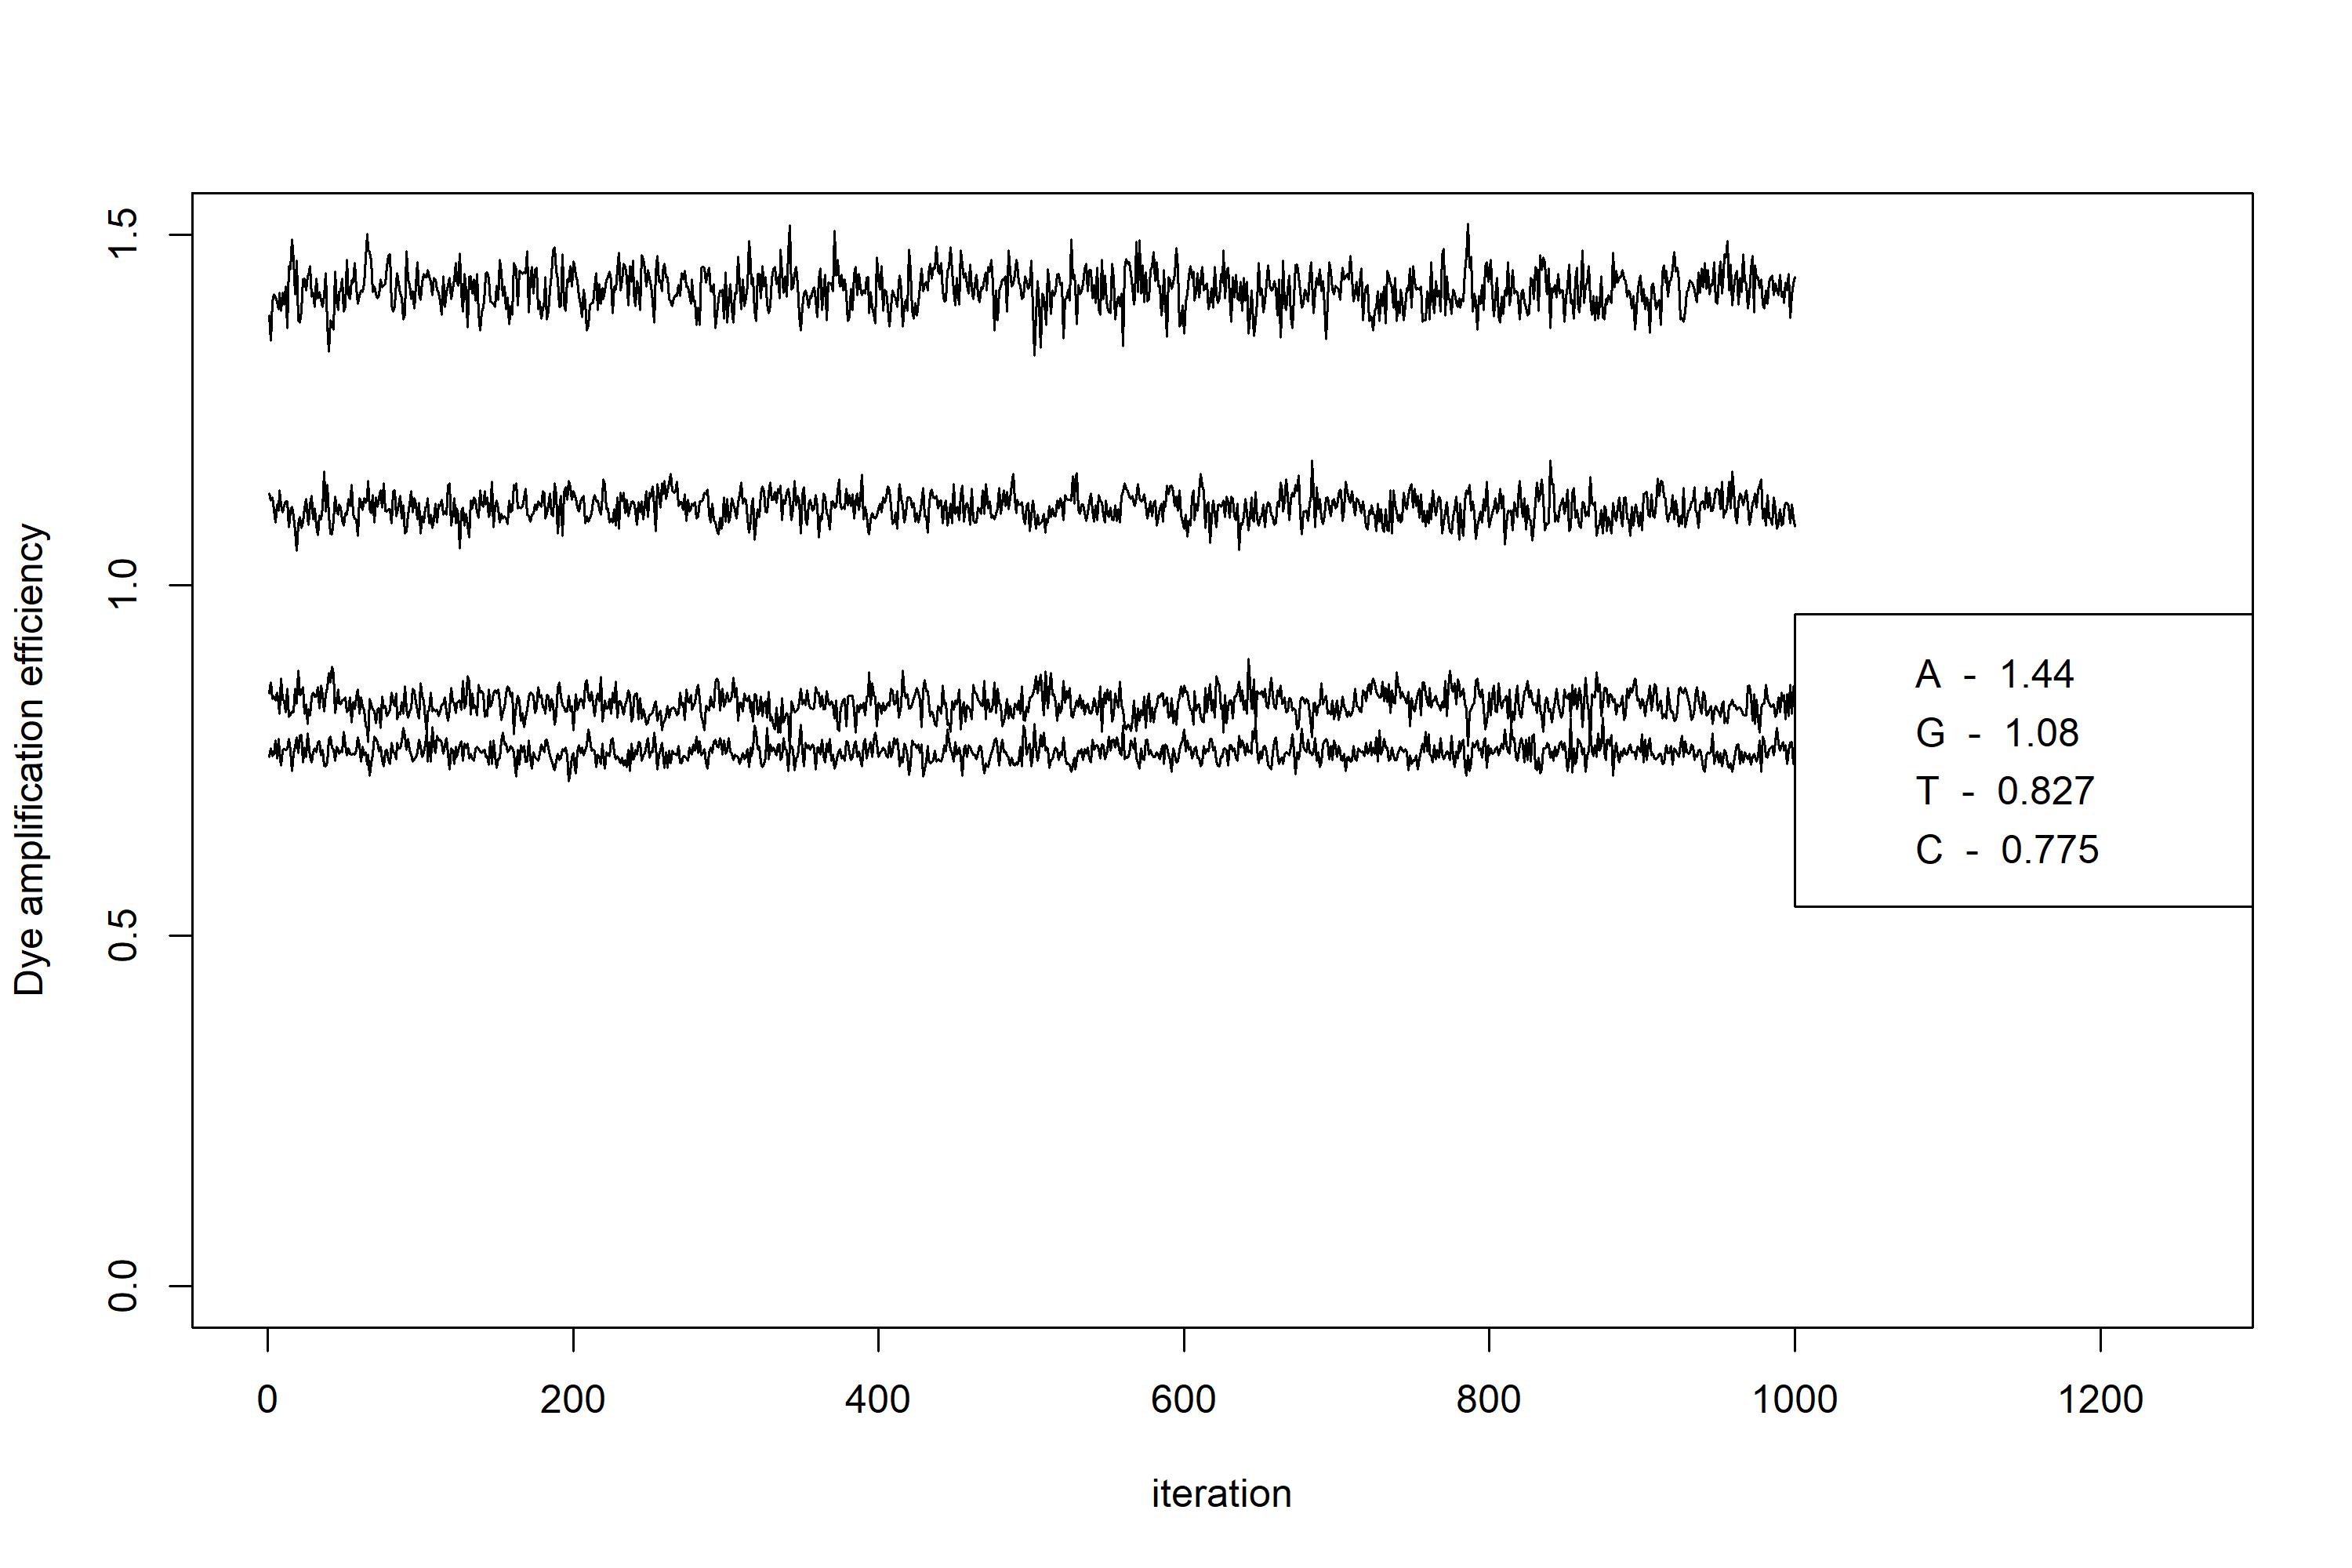 Dye amplification efficiency
1.5
1.0
0.5
0.0
A - 1.44
G - 1.08
T - 0.827
C - 0.775
0 200 400 600 800 1000 1200
iteration